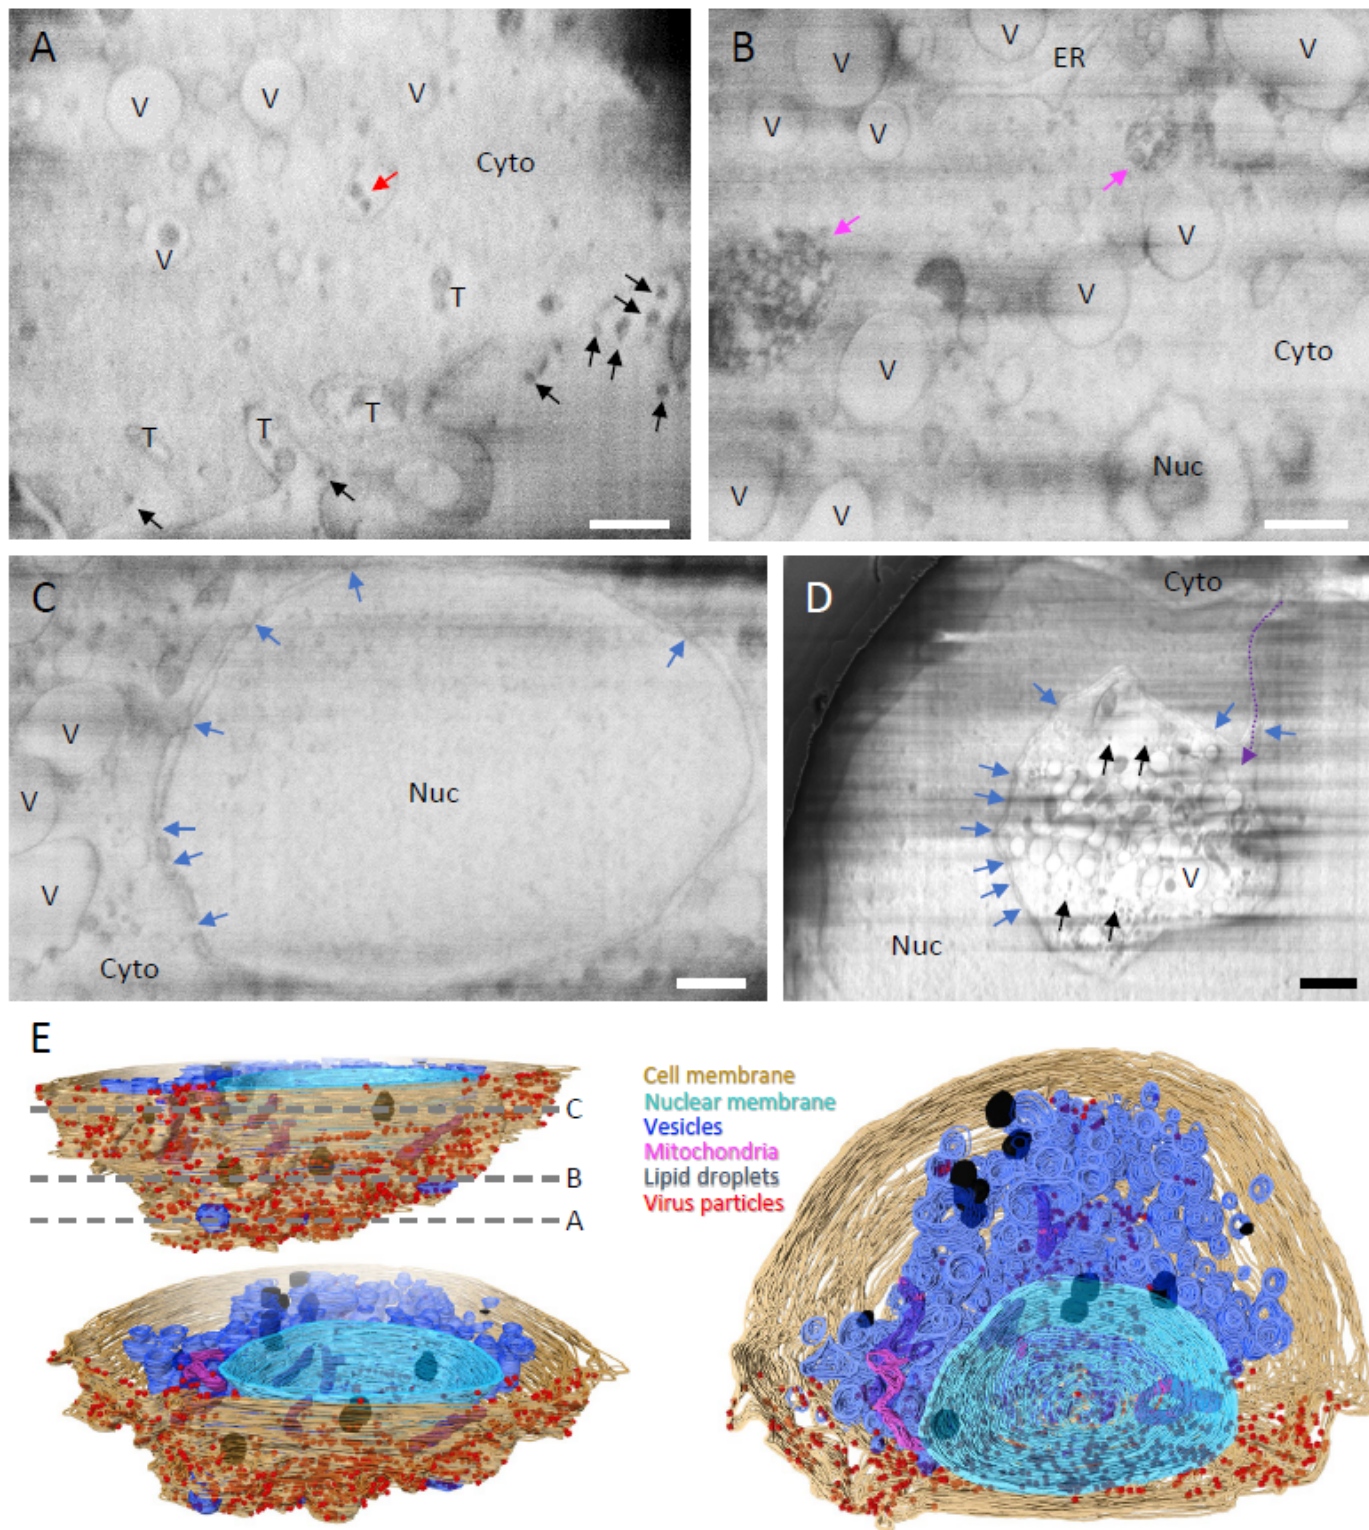 A
V
V
V
Cyto
V
T
T
T
T
B
V
V
ER
V
V
V
V
V
V
Cyto
Nuc
V
V
C
V
Nuc
V
V
Cyto
D
Cyto
V
Nuc
E
C
B
A
Cell membrane
Nuclear membrane
Vesicles
Mitochondria
Lipid droplets
Virus particles